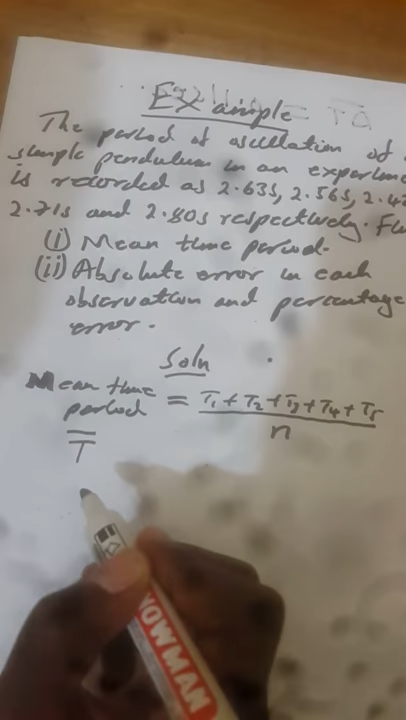 Example
The period of oscillation of
simple pendulum in an
is recorded as 2.63s, 2.56s,
2.71s and 2.80s respectively.
(i) Mean time period.
(ii) Absolute error in each
observation and percentage
error.
Soln
Mean time
period = T₁ + T₂ + T₃ + T₄ + T₅
n
T
SNOWMAN